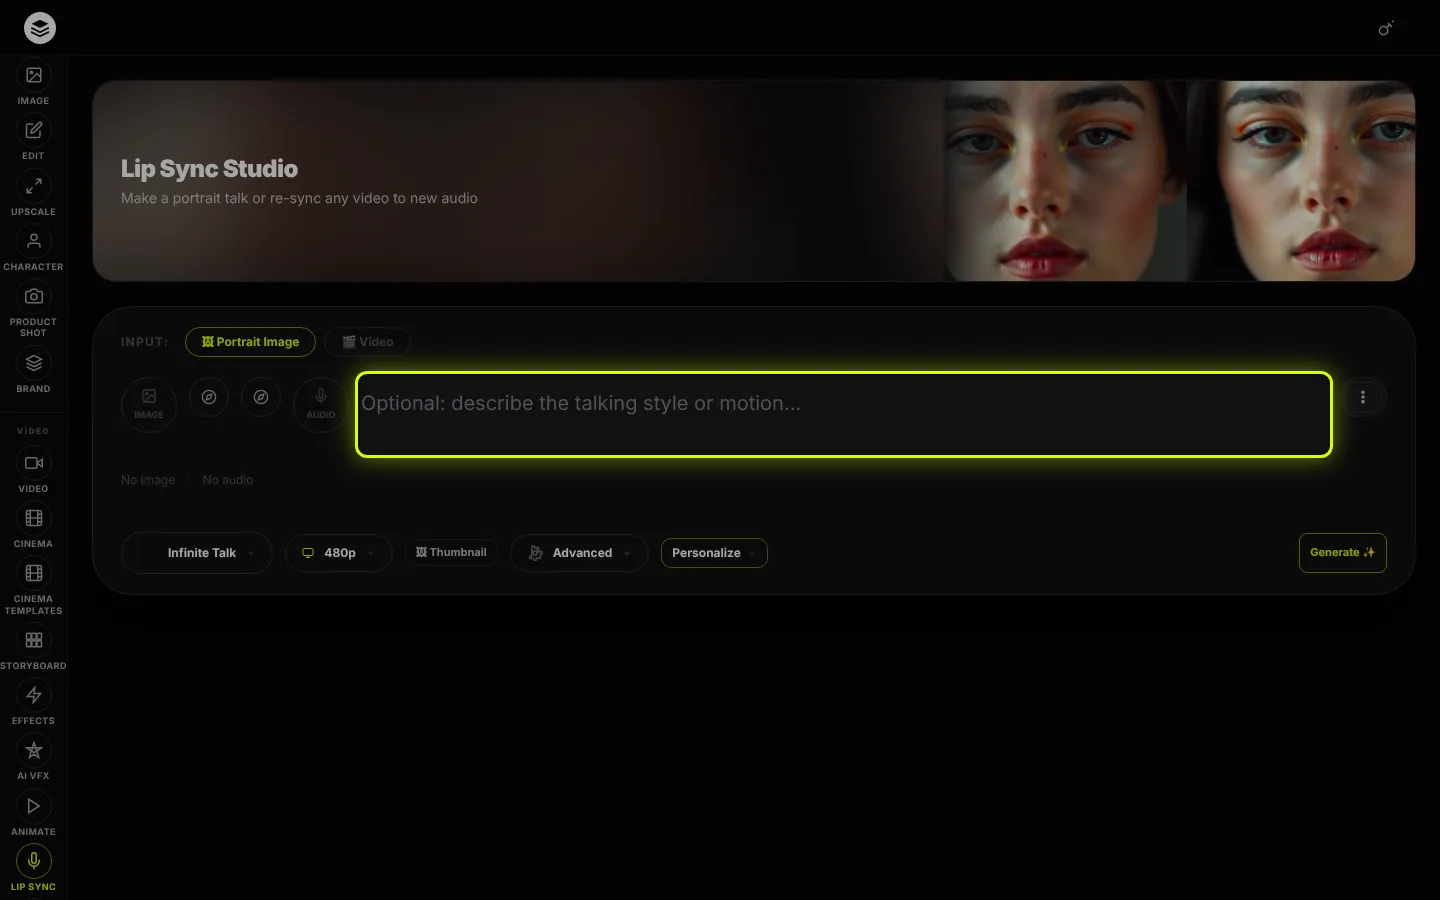 IMAGE
EDIT
UPSCALE
CHARACTER
PRODUCT
SHOT
BRAND
VIDEO
VIDEO
CINEMA
CINEMA
TEMPLATES
STORYBOARD
EFFECTS
AI VFX
ANIMATE
LIP SYNC
Lip Sync Studio
Make a portrait talk or re-sync any video to new audio
INPUT:
Portrait Image
Video
IMAGE
AUDIO
Optional: describe the talking style or motion...
No image · No audio
Infinite Talk
480p
Thumbnail
Advanced
Personalize
Generate ✨